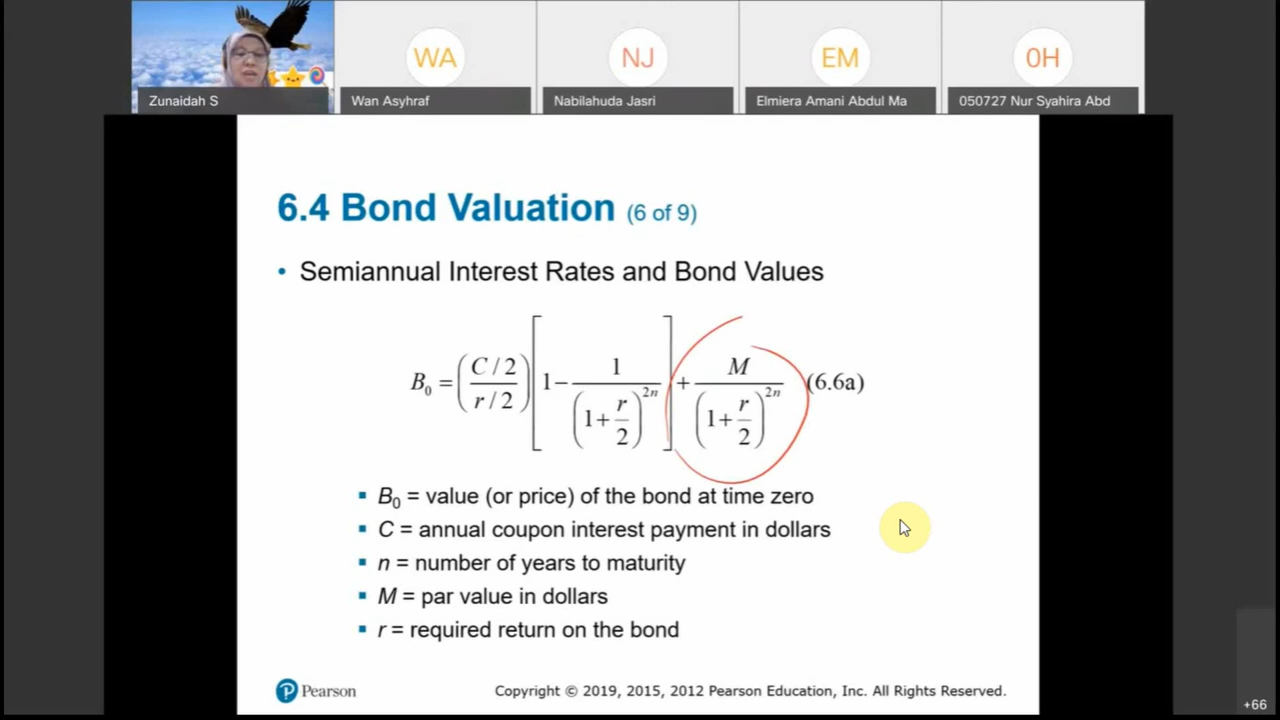 WA
NJ
EM
0H
Zunaidah S
Wan Asyhraf
Nabilahuda Jasri
Elmiera Amani Abdul Ma
050727 Nur Syahira Abd
6.4 Bond Valuation (6 of 9)
• Semiannual Interest Rates and Bond Values
B₀ = ((C / 2) / (r / 2)) [1 − 1 / (1 + r/2)²ⁿ] + M / (1 + r/2)²ⁿ (6.6a)
▪ B₀ = value (or price) of the bond at time zero
▪ C = annual coupon interest payment in dollars
▪ n = number of years to maturity
▪ M = par value in dollars
▪ r = required return on the bond
P Pearson
Copyright © 2019, 2015, 2012 Pearson Education, Inc. All Rights Reserved.
+66